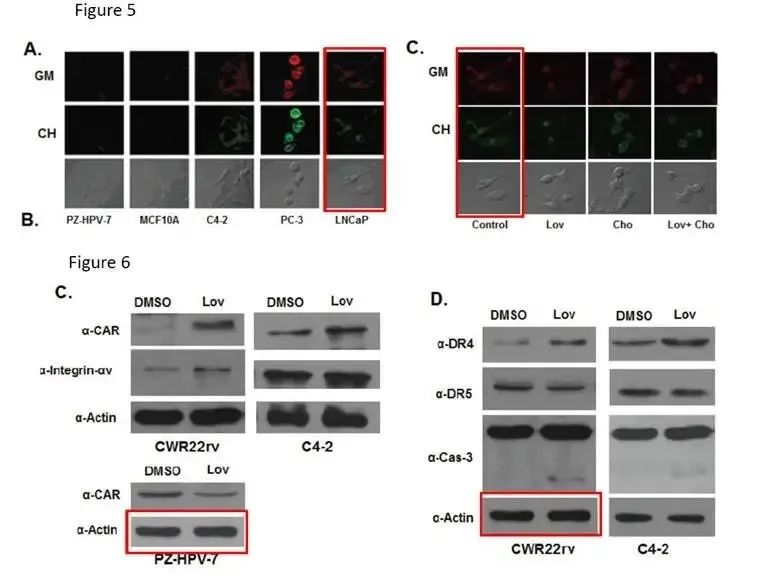 Figure 5
A.
C.
GM
GM
CH
CH
PZ-HPV-7 MCF10A C4-2 PC-3 LNCaP
Control Lov Cho Lov+ Cho
B.
Figure 6
C.
DMSO Lov DMSO Lov
α-CAR
α-Integrin-αv
α-Actin
CWR22rv C4-2
DMSO Lov
α-CAR
α-Actin
PZ-HPV-7
D.
DMSO Lov DMSO Lov
α-DR4
α-DR5
α-Cas-3
α-Actin
CWR22rv C4-2